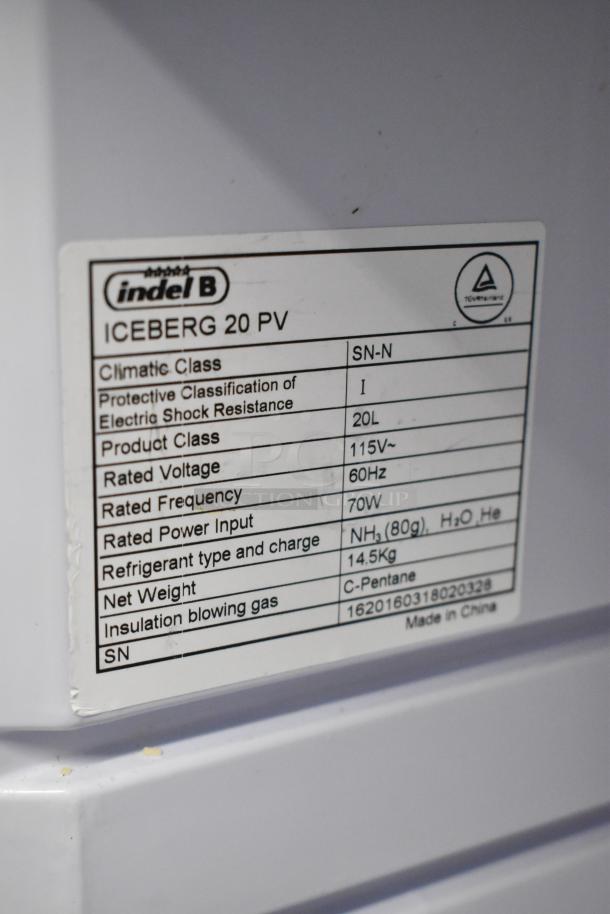 indel B
TÜVRheinland
ICEBERG 20 PV
Climatic Class SN-N
Protective Classification of
Electric Shock Resistance I
Product Class 20L
Rated Voltage 115V~
Rated Frequency 60Hz
Rated Power Input 70W
Refrigerant type and charge NH₃ (80g), H₂O, He
Net Weight 14.5Kg
Insulation blowing gas C-Pentane
SN 1620160318020328
Made in China
AUCTION GROUP